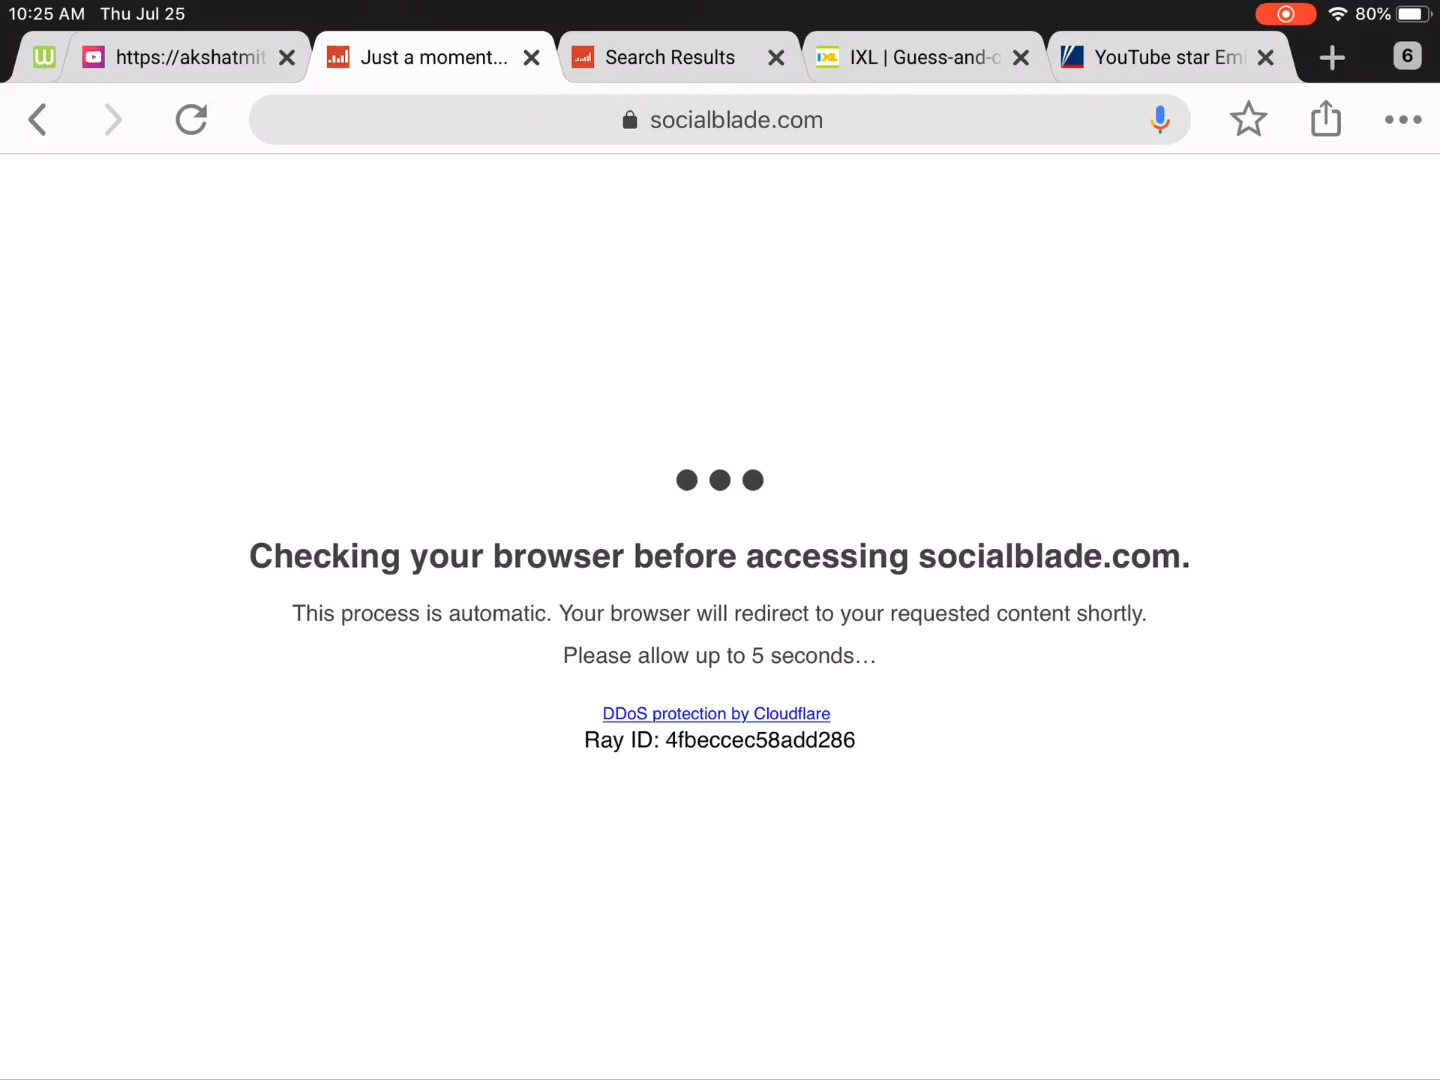 10:25 AM Thu Jul 25 80%
https://akshatmit Just a moment... Search Results IXL | Guess-and-c YouTube star Emi 6
socialblade.com
Checking your browser before accessing socialblade.com.
This process is automatic. Your browser will redirect to your requested content shortly.
Please allow up to 5 seconds…
DDoS protection by Cloudflare
Ray ID: 4fbeccec58add286